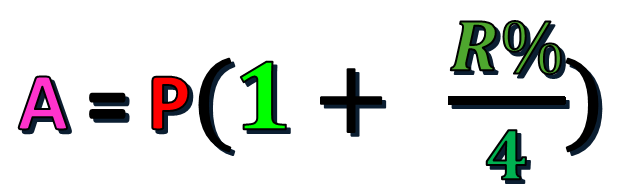 A = P(1 + R%/4)